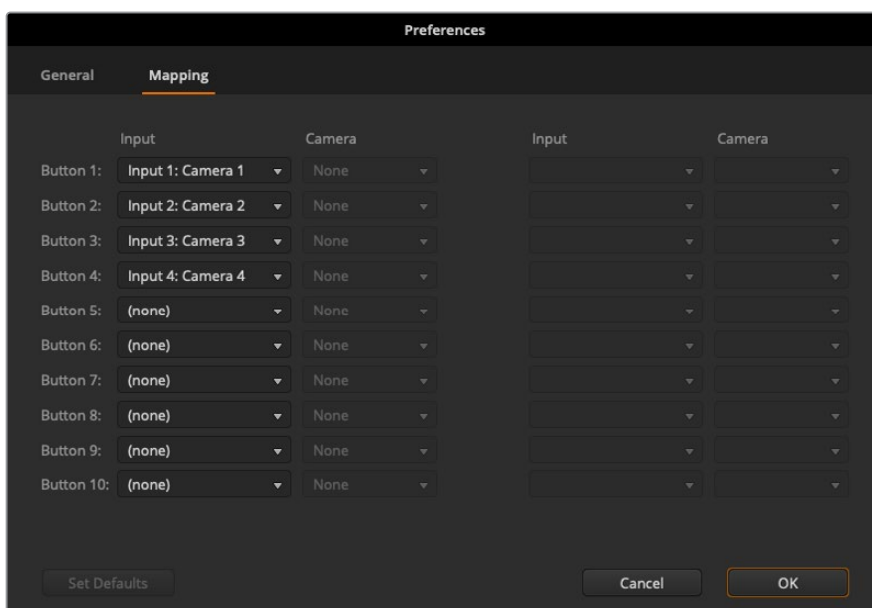 Preferences
General Mapping
Input Camera Input Camera
Button 1: Input 1: Camera 1 None
Button 2: Input 2: Camera 2 None
Button 3: Input 3: Camera 3 None
Button 4: Input 4: Camera 4 None
Button 5: (none) None
Button 6: (none) None
Button 7: (none) None
Button 8: (none) None
Button 9: (none) None
Button 10: (none) None
Set Defaults Cancel OK